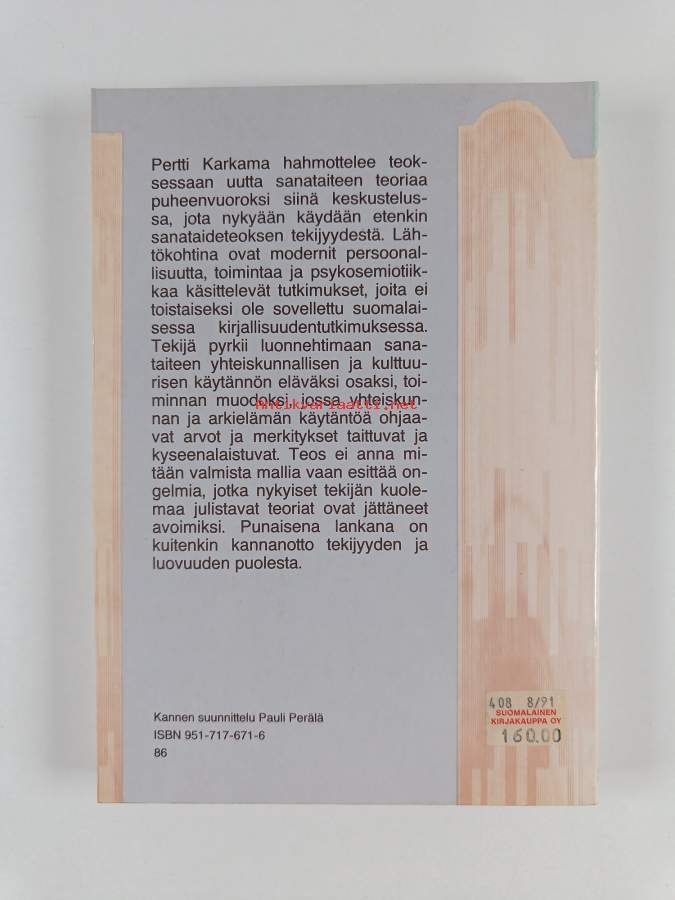 Pertti Karkama hahmottelee teok-
sessaan uutta sanataiteen teoriaa
puheenvuoroksi siinä keskustelus-
sa, jota nykyään käydään etenkin
sanataideteoksen tekijyydestä. Läh-
tökohtina ovat modernit persoonal-
lisuutta, toimintaa ja psykosemiotiik-
kaa käsittelevät tutkimukset, joita ei
toistaiseksi ole sovellettu suomalai-
sessa kirjallisuudentutkimuksessa.
Tekijä pyrkii luonnehtimaan sana-
taiteen yhteiskunnallisen ja kulttuu-
risen käytännön eläväksi osaksi, toi-
minnan muodoksi, jossa yhteiskun-
Antikvariaatti.net
nan ja arkielämän käytäntöä ohjaa-
vat arvot ja merkitykset taittuvat ja
kyseenalaistuvat. Teos ei anna mi-
tään valmista mallia vaan esittää on-
gelmia, jotka nykyiset tekijän kuole-
maa julistavat teoriat ovat jättäneet
avoimiksi. Punaisena lankana on
kuitenkin kannanotto tekijyyden ja
luovuuden puolesta.
Kannen suunnittelu Pauli Perälä
ISBN 951-717-671-6
86
408 8/91
SUOMALAINEN
KIRJAKAUPPA OY
160.00